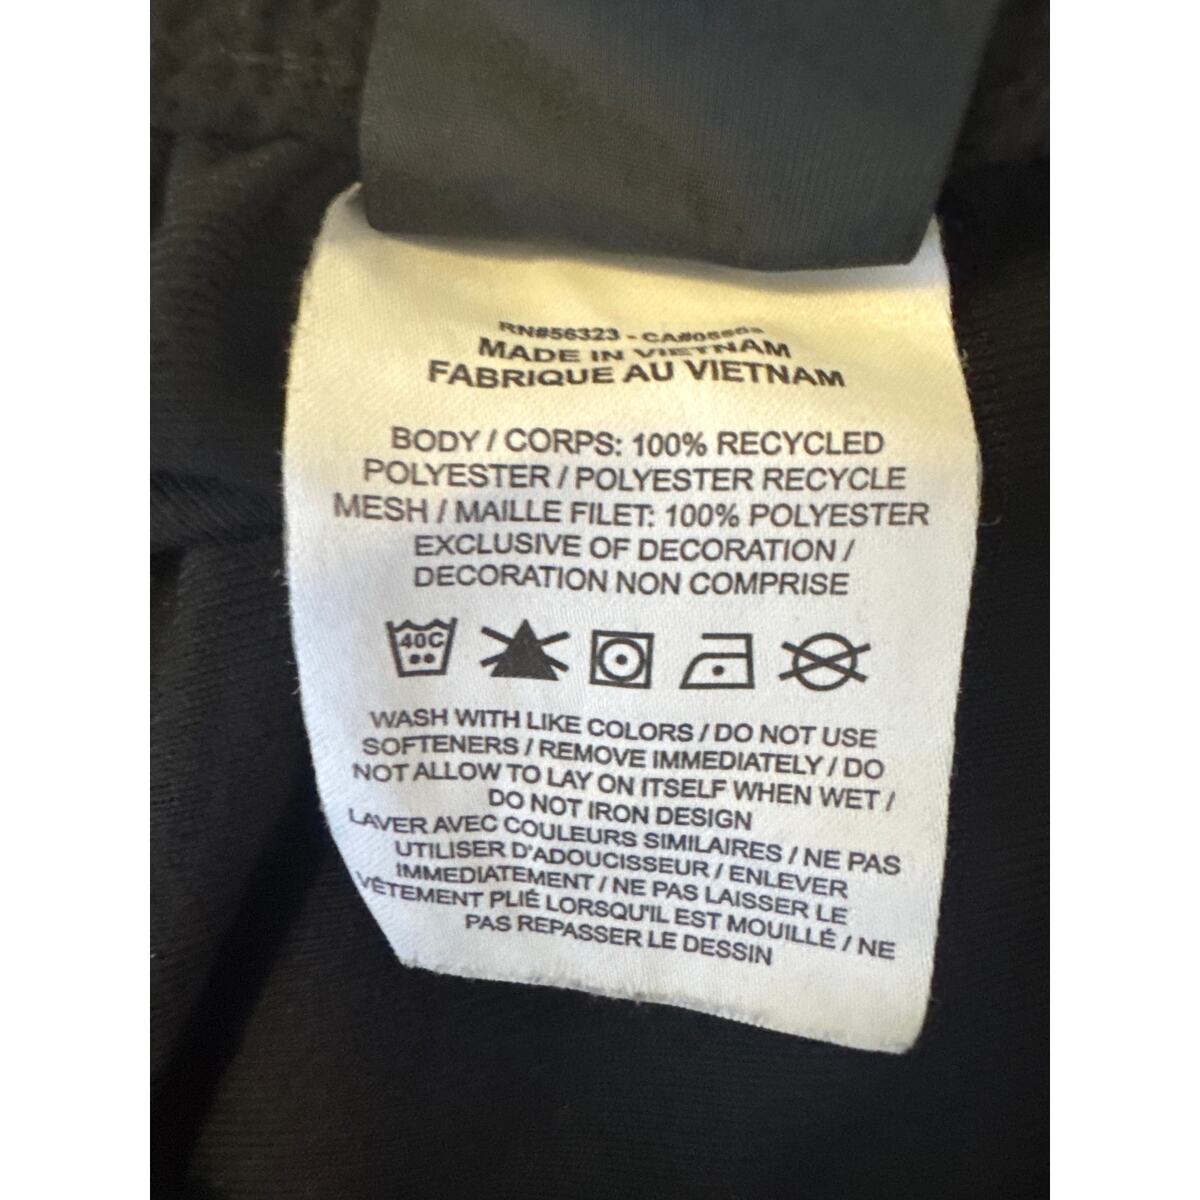 RN#56323 - CA#05553
MADE IN VIETNAM
FABRIQUE AU VIETNAM
BODY / CORPS: 100% RECYCLED
POLYESTER / POLYESTER RECYCLE
MESH / MAILLE FILET: 100% POLYESTER
EXCLUSIVE OF DECORATION /
DECORATION NON COMPRISE
40C
WASH WITH LIKE COLORS / DO NOT USE
SOFTENERS / REMOVE IMMEDIATELY / DO
NOT ALLOW TO LAY ON ITSELF WHEN WET /
DO NOT IRON DESIGN
LAVER AVEC COULEURS SIMILAIRES / NE PAS
UTILISER D'ADOUCISSEUR / ENLEVER
IMMEDIATEMENT / NE PAS LAISSER LE
VÊTEMENT PLIÉ LORSQU'IL EST MOUILLÉ / NE
PAS REPASSER LE DESSIN